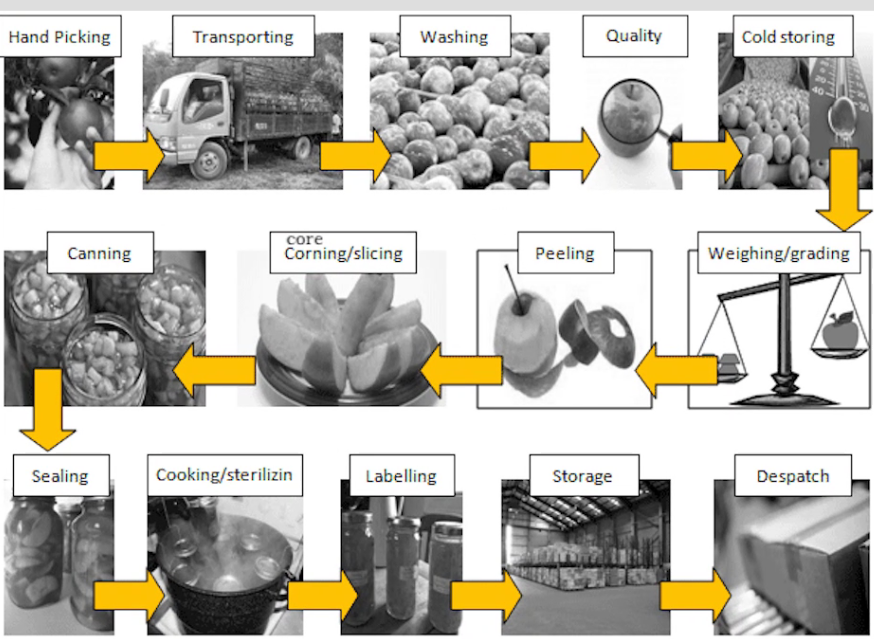 Hand Picking
Transporting
Washing
Quality
Cold storing
Weighing/grading
Peeling
core
Corning/slicing
Canning
Sealing
Cooking/sterilizin
Labelling
Storage
Despatch